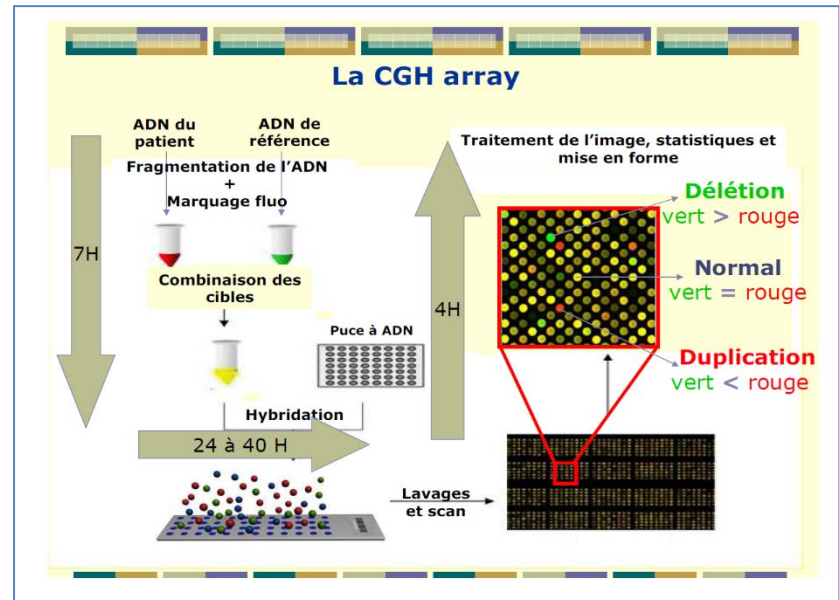 La CGH array
ADN du
patient
ADN de
référence
Fragmentation de l'ADN
+
Marquage fluo
7H
Combinaison des
cibles
Puce à ADN
Hybridation
24 à 40 H
Lavages
et scan
4H
Traitement de l'image, statistiques et
mise en forme
Délétion
vert > rouge
Normal
vert = rouge
Duplication
vert < rouge